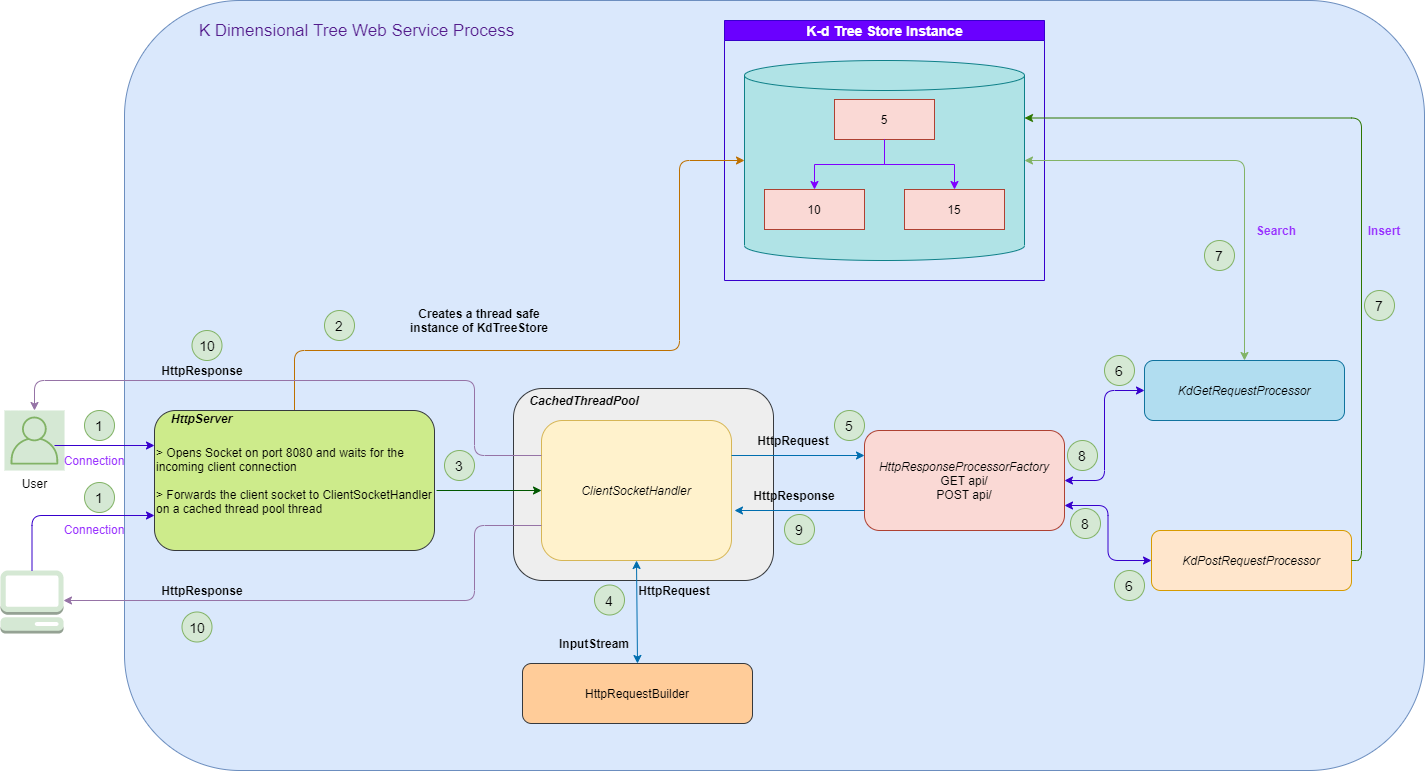 K Dimensional Tree Web Service Process
K-d Tree Store Instance
5
10
15
Search
Insert
7
7
Creates a thread safe
instance of KdTreeStore
2
10
HttpResponse
1
Connection
User
1
Connection
HttpServer
> Opens Socket on port 8080 and waits for the
incoming client connection
> Forwards the client socket to ClientSocketHandler
on a cached thread pool thread
3
CachedThreadPool
ClientSocketHandler
HttpRequest
5
HttpResponse
9
HttpResponseProcessorFactory
GET api/
POST api/
6
8
KdGetRequestProcessor
8
6
KdPostRequestProcessor
HttpResponse
10
4
HttpRequest
InputStream
HttpRequestBuilder